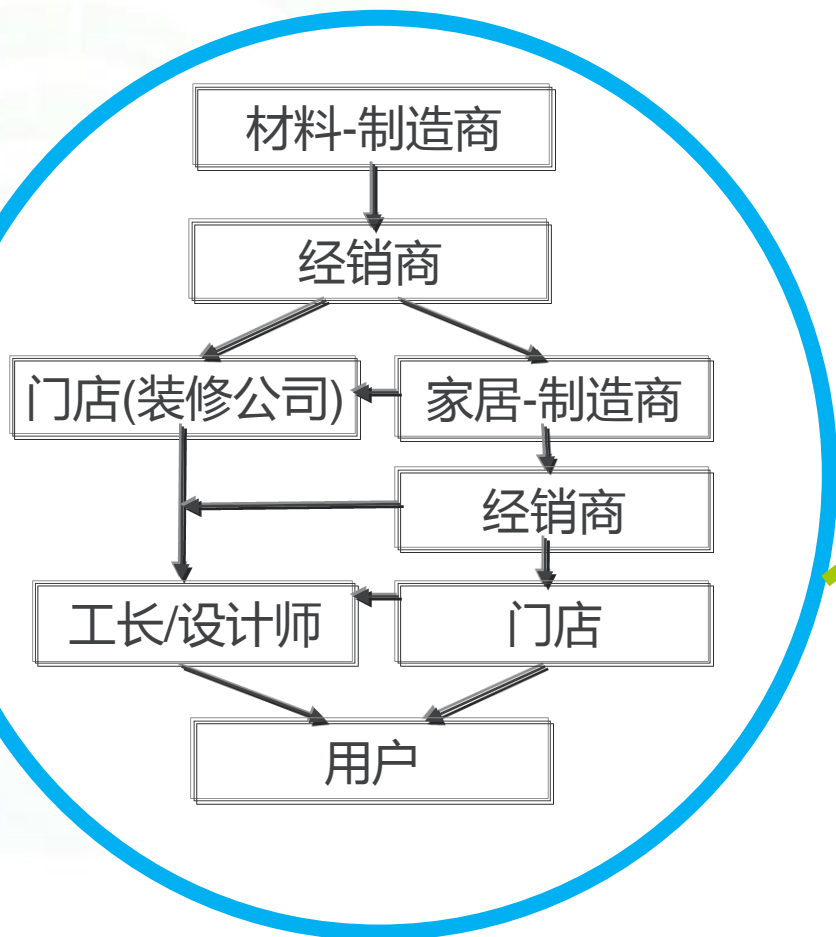 材料-制造商
经销商
门店(装修公司)
家居-制造商
经销商
工长/设计师
门店
用户